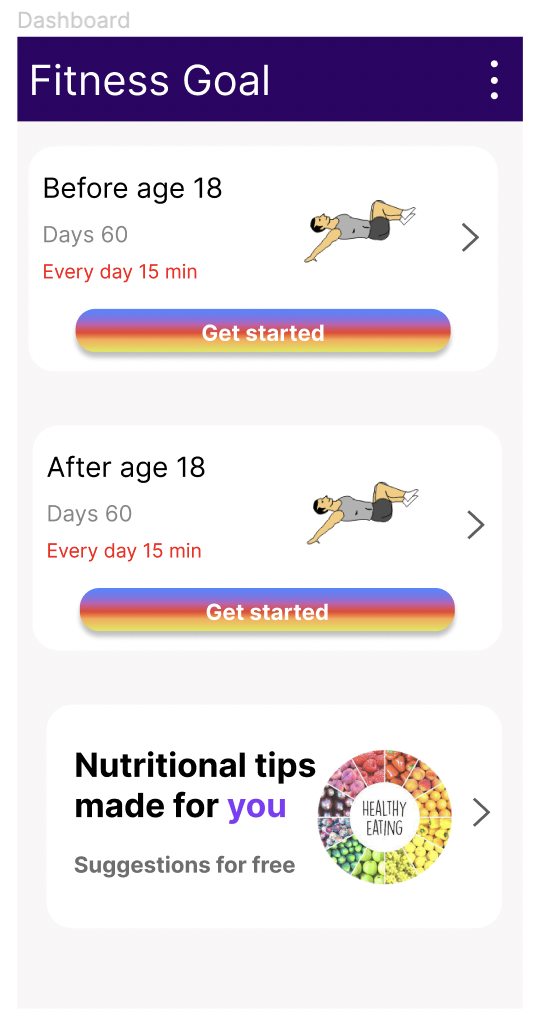 Dashboard
Fitness Goal
Before age 18
Days 60
Every day 15 min
Get started
After age 18
Days 60
Every day 15 min
Get started
Nutritional tips
made for you
Suggestions for free
HEALTHY
EATING